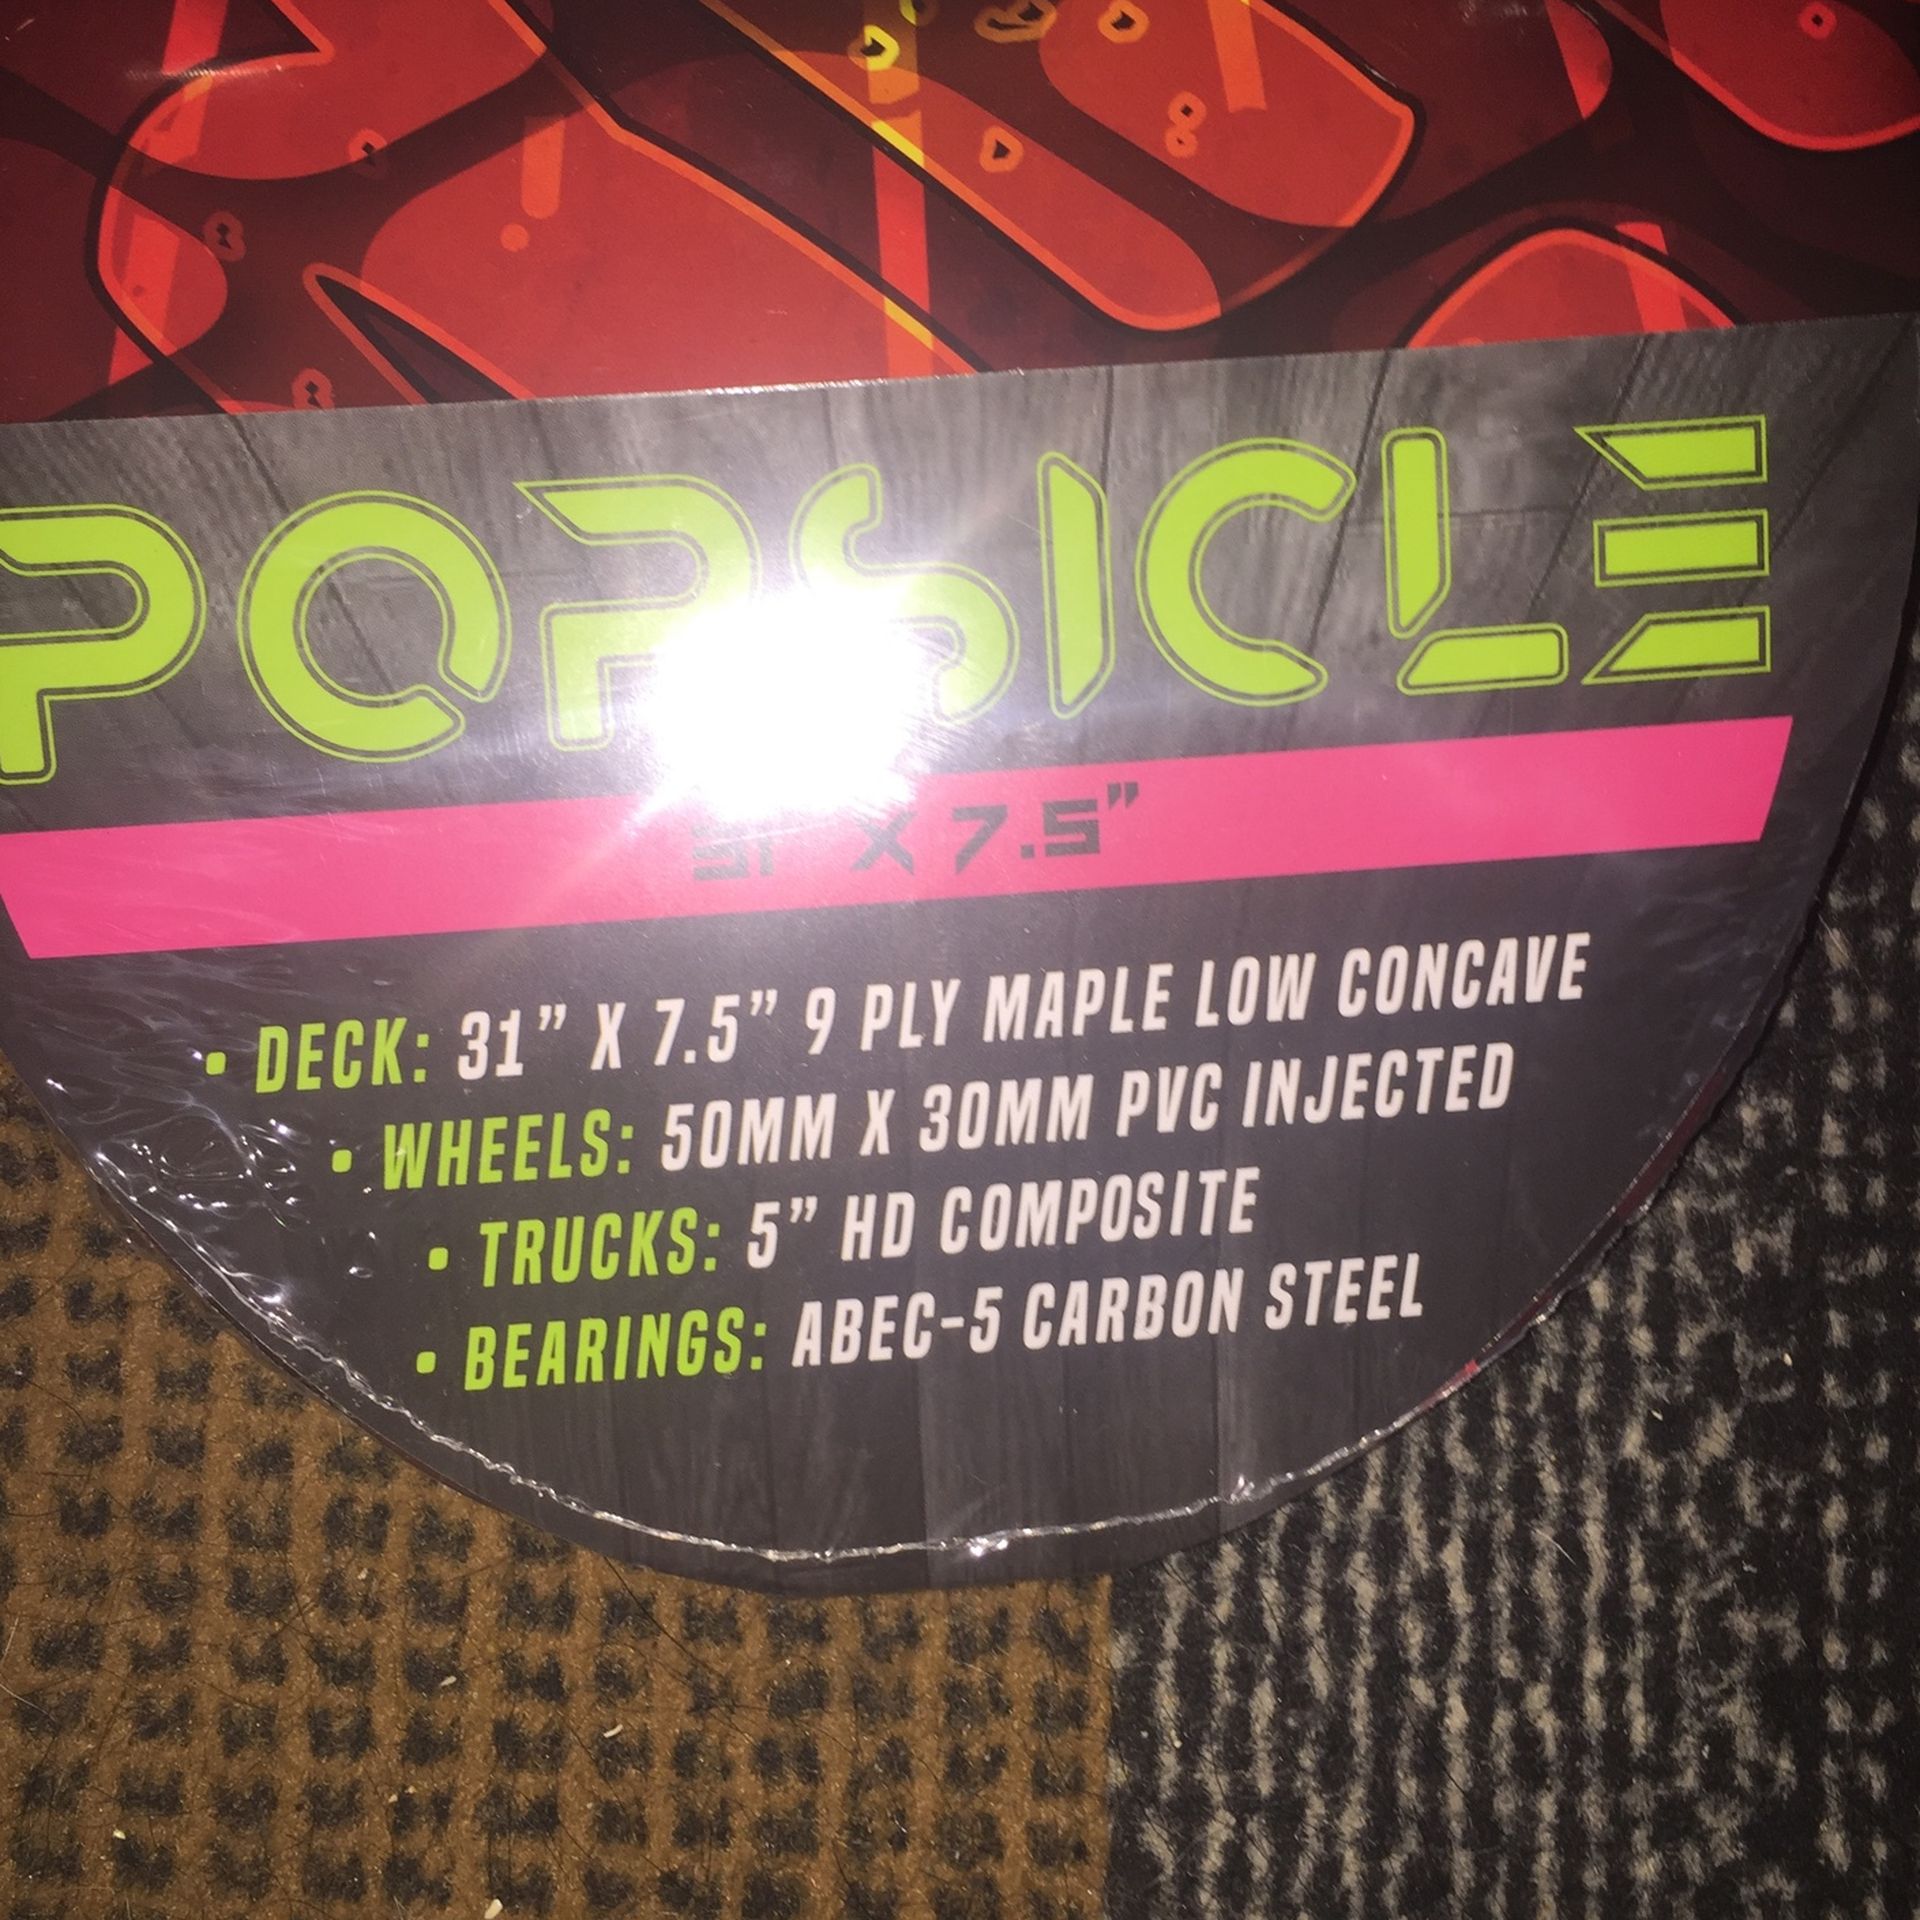 POPSICLE
31" X 7.5"
• DECK: 31" X 7.5" 9 PLY MAPLE LOW CONCAVE
• WHEELS: 50MM X 30MM PVC INJECTED
• TRUCKS: 5" HD COMPOSITE
• BEARINGS: ABEC-5 CARBON STEEL